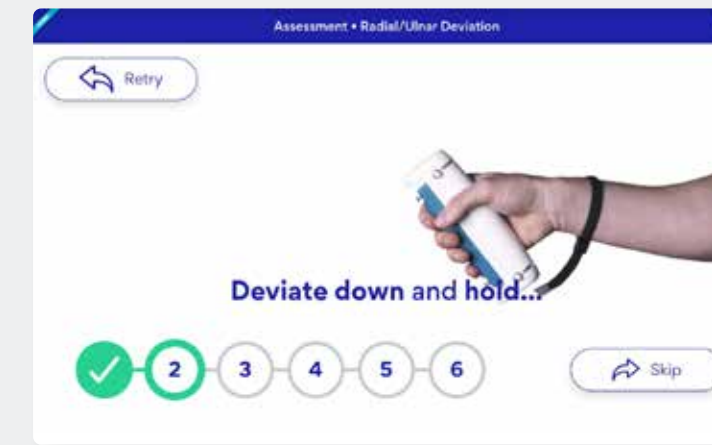 Assessment • Radial/Ulnar Deviation
Retry
Deviate down and hold...
2 3 4 5 6
Skip